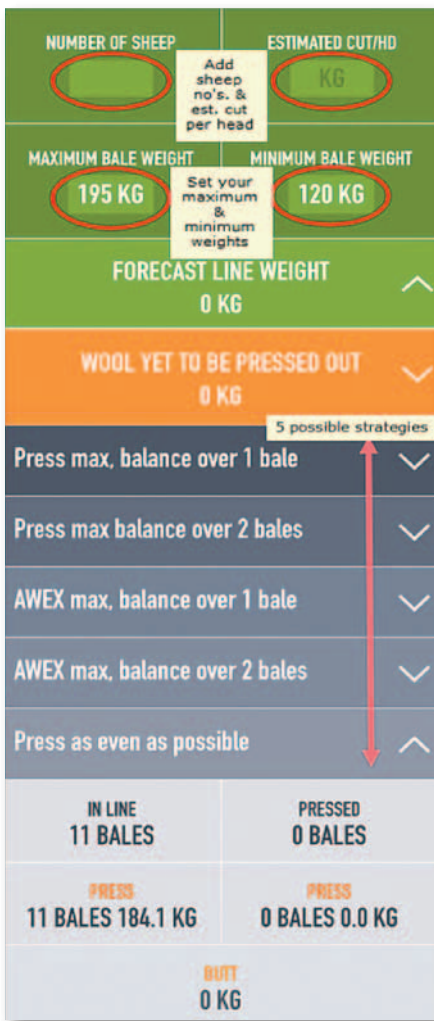 NUMBER OF SHEEP
ESTIMATED CUT/HD
Add
sheep
no's. &
est. cut
per head
KG
MAXIMUM BALE WEIGHT
MINIMUM BALE WEIGHT
195 KG
Set your
maximum
&
minimum
weights
120 KG
FORECAST LINE WEIGHT
0 KG
WOOL YET TO BE PRESSED OUT
0 KG
5 possible strategies
Press max, balance over 1 bale
Press max balance over 2 bales
AWEX max, balance over 1 bale
AWEX max, balance over 2 bales
Press as even as possible
IN LINE
11 BALES
PRESSED
0 BALES
PRESS
11 BALES 184.1 KG
PRESS
0 BALES 0.0 KG
BUTT
0 KG